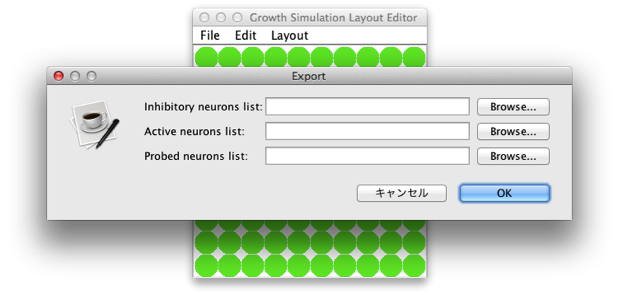 Growth Simulation Layout Editor
File Edit Layout
Export
Inhibitory neurons list: Browse...
Active neurons list: Browse...
Probed neurons list: Browse...
キャンセル OK